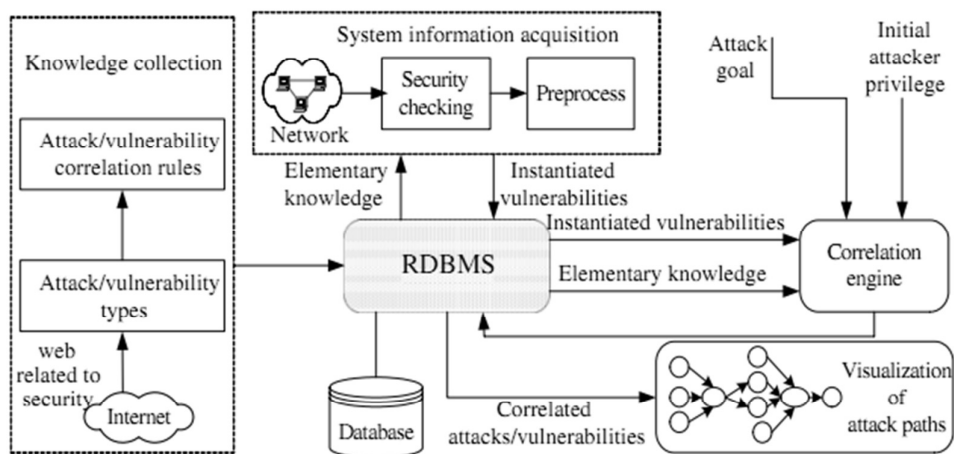 Knowledge collection
Attack/vulnerability
correlation rules
Attack/vulnerability
types
web
related to
security
Internet
System information acquisition
Network
Security
checking
Preprocess
Elementary
knowledge
Instantiated
vulnerabilities
Attack
goal
Initial
attacker
privilege
RDBMS
Instantiated vulnerabilities
Elementary knowledge
Correlation
engine
Database
Correlated
attacks/vulnerabilities
Visualization
of
attack paths